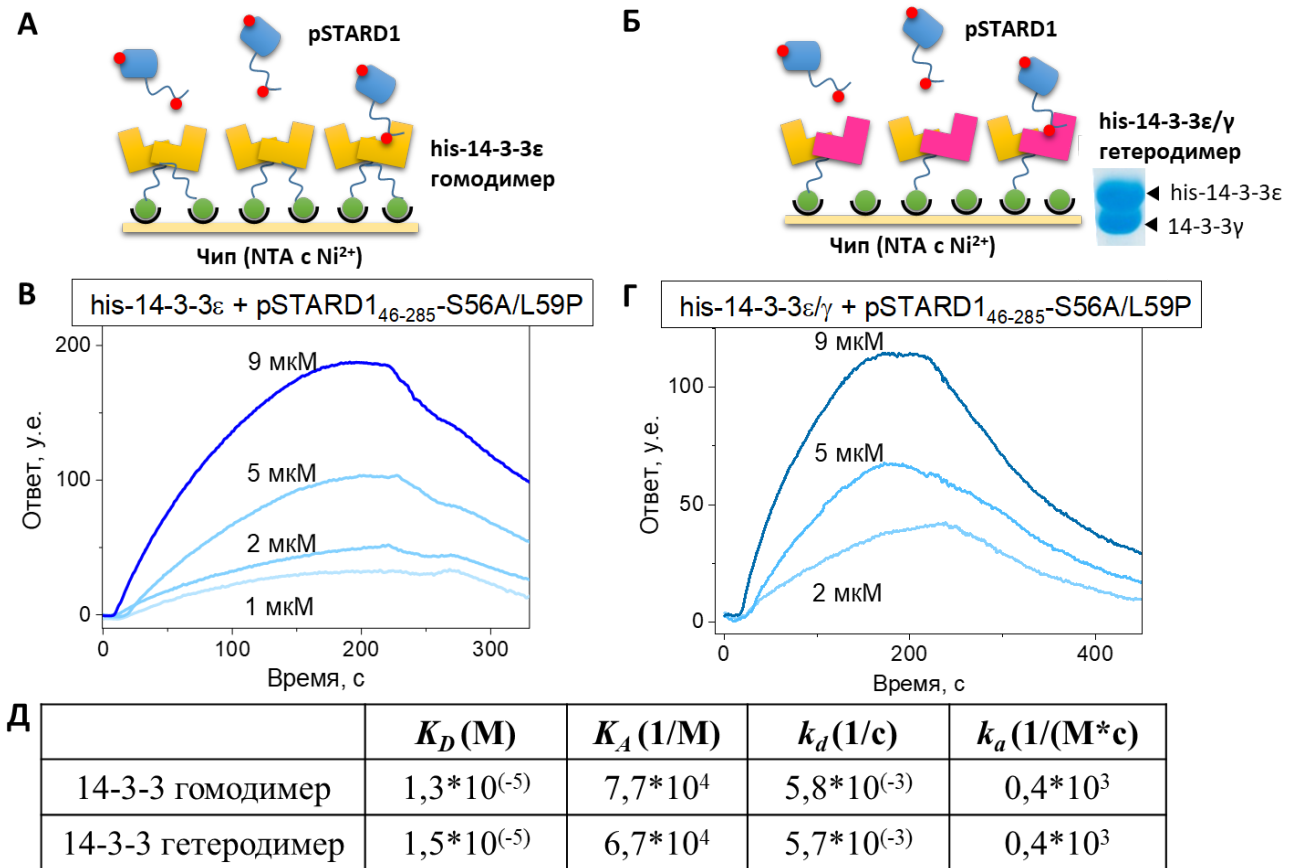 А
pSTARD1
his-14-3-3ε
гомодимер
Чип (NTA с Ni²⁺)
Б
pSTARD1
his-14-3-3ε/γ
гетеродимер
his-14-3-3ε
14-3-3γ
Чип (NTA с Ni²⁺)
В
his-14-3-3ε + pSTARD1₄₆₋₂₈₅-S56A/L59P
200
100
0
Ответ, у.е.
9 мкМ
5 мкМ
2 мкМ
1 мкМ
0 100 200 300
Время, с
Г
his-14-3-3ε/γ + pSTARD1₄₆₋₂₈₅-S56A/L59P
100
50
0
Ответ, у.е.
9 мкМ
5 мкМ
2 мкМ
0 200 400
Время, с
Д
K_D (М) K_A (1/М) k_d (1/с) k_a (1/(М*с)
14-3-3 гомодимер 1,3*10⁽⁻⁵⁾ 7,7*10⁴ 5,8*10⁽⁻³⁾ 0,4*10³
14-3-3 гетеродимер 1,5*10⁽⁻⁵⁾ 6,7*10⁴ 5,7*10⁽⁻³⁾ 0,4*10³